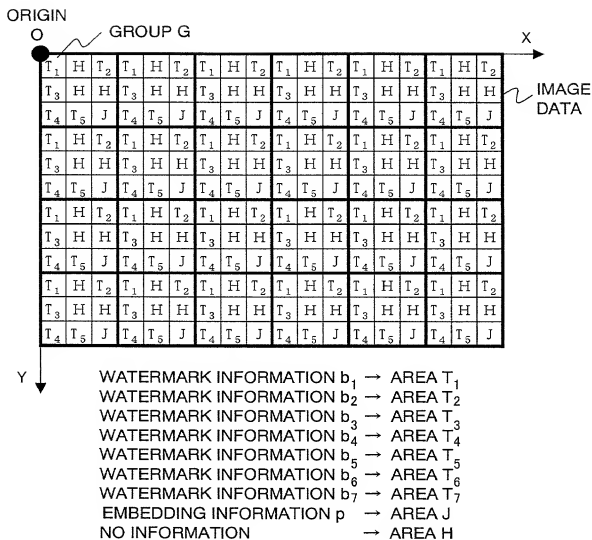 ORIGIN
O GROUP G X
T1 H T2 T1 H T2 T1 H T2 T1 H T2 T1 H T2 T1 H T2
T3 H H T3 H H T3 H H T3 H H T3 H H T3 H H
T4 T5 J T4 T5 J T4 T5 J T4 T5 J T4 T5 J T4 T5 J
T1 H T2 T1 H T2 T1 H T2 T1 H T2 T1 H T2 T1 H T2
T3 H H T3 H H T3 H H T3 H H T3 H H T3 H H
T4 T5 J T4 T5 J T4 T5 J T4 T5 J T4 T5 J T4 T5 J
T1 H T2 T1 H T2 T1 H T2 T1 H T2 T1 H T2 T1 H T2
T3 H H T3 H H T3 H H T3 H H T3 H H T3 H H
T4 T5 J T4 T5 J T4 T5 J T4 T5 J T4 T5 J T4 T5 J
T1 H T2 T1 H T2 T1 H T2 T1 H T2 T1 H T2 T1 H T2
T3 H H T3 H H T3 H H T3 H H T3 H H T3 H H
T4 T5 J T4 T5 J T4 T5 J T4 T5 J T4 T5 J T4 T5 J
IMAGE
DATA
Y
WATERMARK INFORMATION b1 → AREA T1
WATERMARK INFORMATION b2 → AREA T2
WATERMARK INFORMATION b3 → AREA T3
WATERMARK INFORMATION b4 → AREA T4
WATERMARK INFORMATION b5 → AREA T5
WATERMARK INFORMATION b6 → AREA T6
WATERMARK INFORMATION b7 → AREA T7
EMBEDDING INFORMATION p → AREA J
NO INFORMATION → AREA H